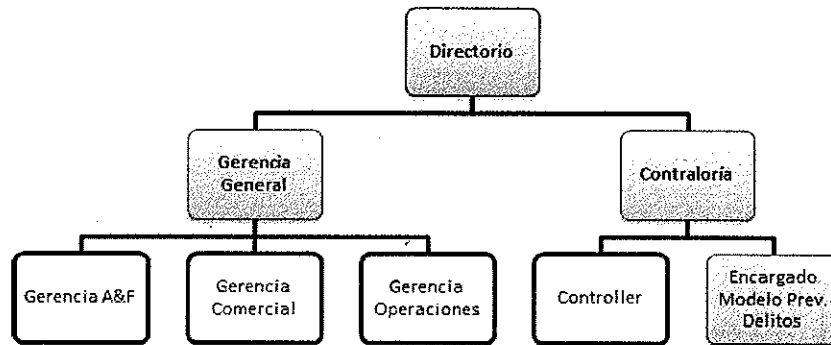 Directorio
Gerencia
General
Contraloría
Gerencia A&F
Gerencia
Comercial
Gerencia
Operaciones
Controller
Encargado
Modelo Prev.
Delitos